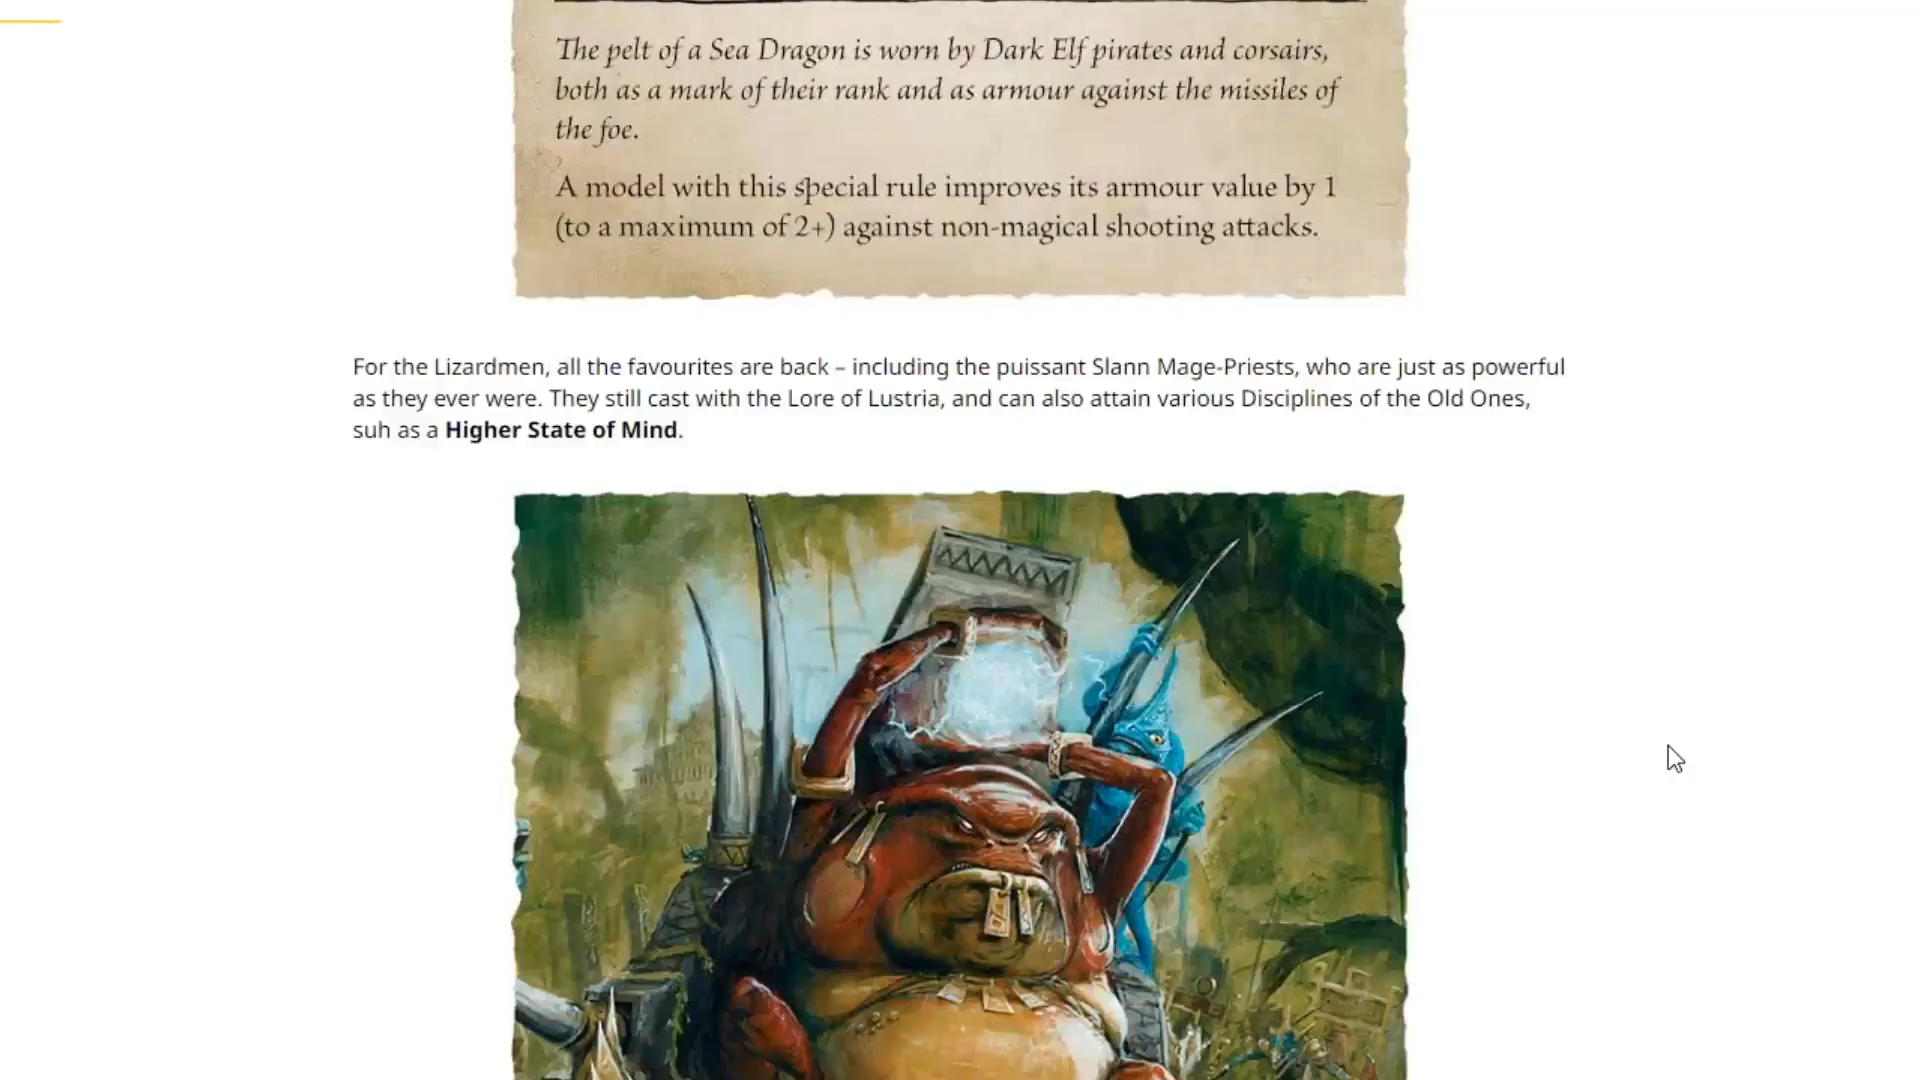 The pelt of a Sea Dragon is worn by Dark Elf pirates and corsairs,
both as a mark of their rank and as armour against the missiles of
the foe.
A model with this special rule improves its armour value by 1
(to a maximum of 2+) against non-magical shooting attacks.
For the Lizardmen, all the favourites are back – including the puissant Slann Mage-Priests, who are just as powerful
as they ever were. They still cast with the Lore of Lustria, and can also attain various Disciplines of the Old Ones,
suh as a Higher State of Mind.